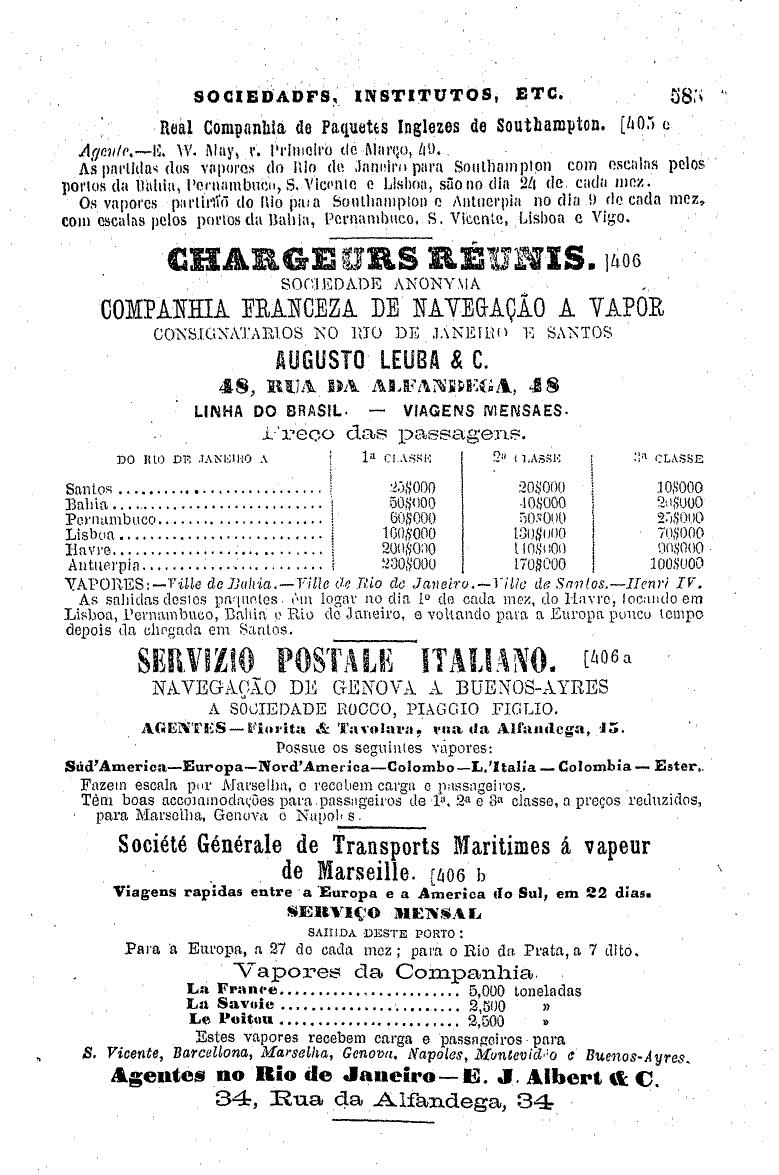 SOCIEDADES, INSTITUTOS, ETC. 585
Real Companhia de Paquetes Inglezes de Southampton. [405 c
Agente.—E. W. May, r. Primeiro de Março, 49.
As partidas dos vapores do Rio de Janeiro para Southampton com escalas pelos
portos da Bahia, Pernambuco, S. Vicente e Lisboa, são no dia 24 de cada mez.
Os vapores partirão do Rio para Southampton e Antuerpia no dia 9 de cada mez,
com escalas pelos portos da Bahia, Pernambuco, S. Vicente, Lisboa e Vigo.
CHARGEURS RÉUNIS. ]406
SOCIEDADE ANONYMA
COMPANHIA FRANCEZA DE NAVEGAÇÃO A VAPOR
CONSIGNATARIOS NO RIO DE JANEIRO E SANTOS
AUGUSTO LEUBA & C.
48, RUA DA ALFANDEGA, 48
LINHA DO BRASIL. — VIAGENS MENSAES.
Preço das passagens.
DO RIO DE JANEIRO A 1ª CLASSE 2ª CLASSE 3ª CLASSE
Santos 25$000 20$000 10$000
Bahia 50$000 40$000 20$000
Pernambuco 60$000 50$000 25$000
Lisboa 160$000 130$000 70$000
Havre 200$000 140$000 90$000
Antuerpia 230$000 170$000 100$000
VAPORES:—Ville de Bahia.—Ville de Rio de Janeiro.—Ville de Santos.—Henri IV.
As sahidas destes paquetes em logar no dia 1º de cada mez, do Havre, tocando em
Lisboa, Pernambuco, Bahia e Rio de Janeiro, e voltando para a Europa pouco tempo
depois da chegada em Santos.
SERVIZIO POSTALE ITALIANO. [406 a
NAVEGAÇÃO DE GENOVA A BUENOS-AYRES
A SOCIEDADE ROCCO, PIAGGIO FIGLIO.
AGENTES—Fiorita & Tavolara, rua da Alfandega, 45.
Possue os seguintes vapores:
Súd'America—Europa—Nord'America—Colombo—L.'Italia—Colombia—Ester.
Fazem escala por Marselha, e recebem carga e passageiros.
Têm boas accommodações para passageiros de 1ª, 2ª e 3ª classe, a preços reduzidos,
para Marselha, Genova e Napoles.
Société Générale de Transports Maritimes á vapeur
de Marseille. [406 b
Viagens rapidas entre a Europa e a America do Sul, em 22 dias.
SERVIÇO MENSAL
SAHIDA DESTE PORTO:
Para a Europa, a 27 de cada mez; para o Rio da Prata, a 7 dito.
Vapores da Companhia.
La France 5,000 toneladas
La Savoie 2,500 »
Le Poitou 2,500 »
Estes vapores recebem carga e passageiros para
S. Vicente, Barcellona, Marselha, Genova, Napoles, Montevidéo e Buenos-Ayres.
Agentes no Rio de Janeiro—E. J. Albert & C.
34, Rua da Alfandega, 34